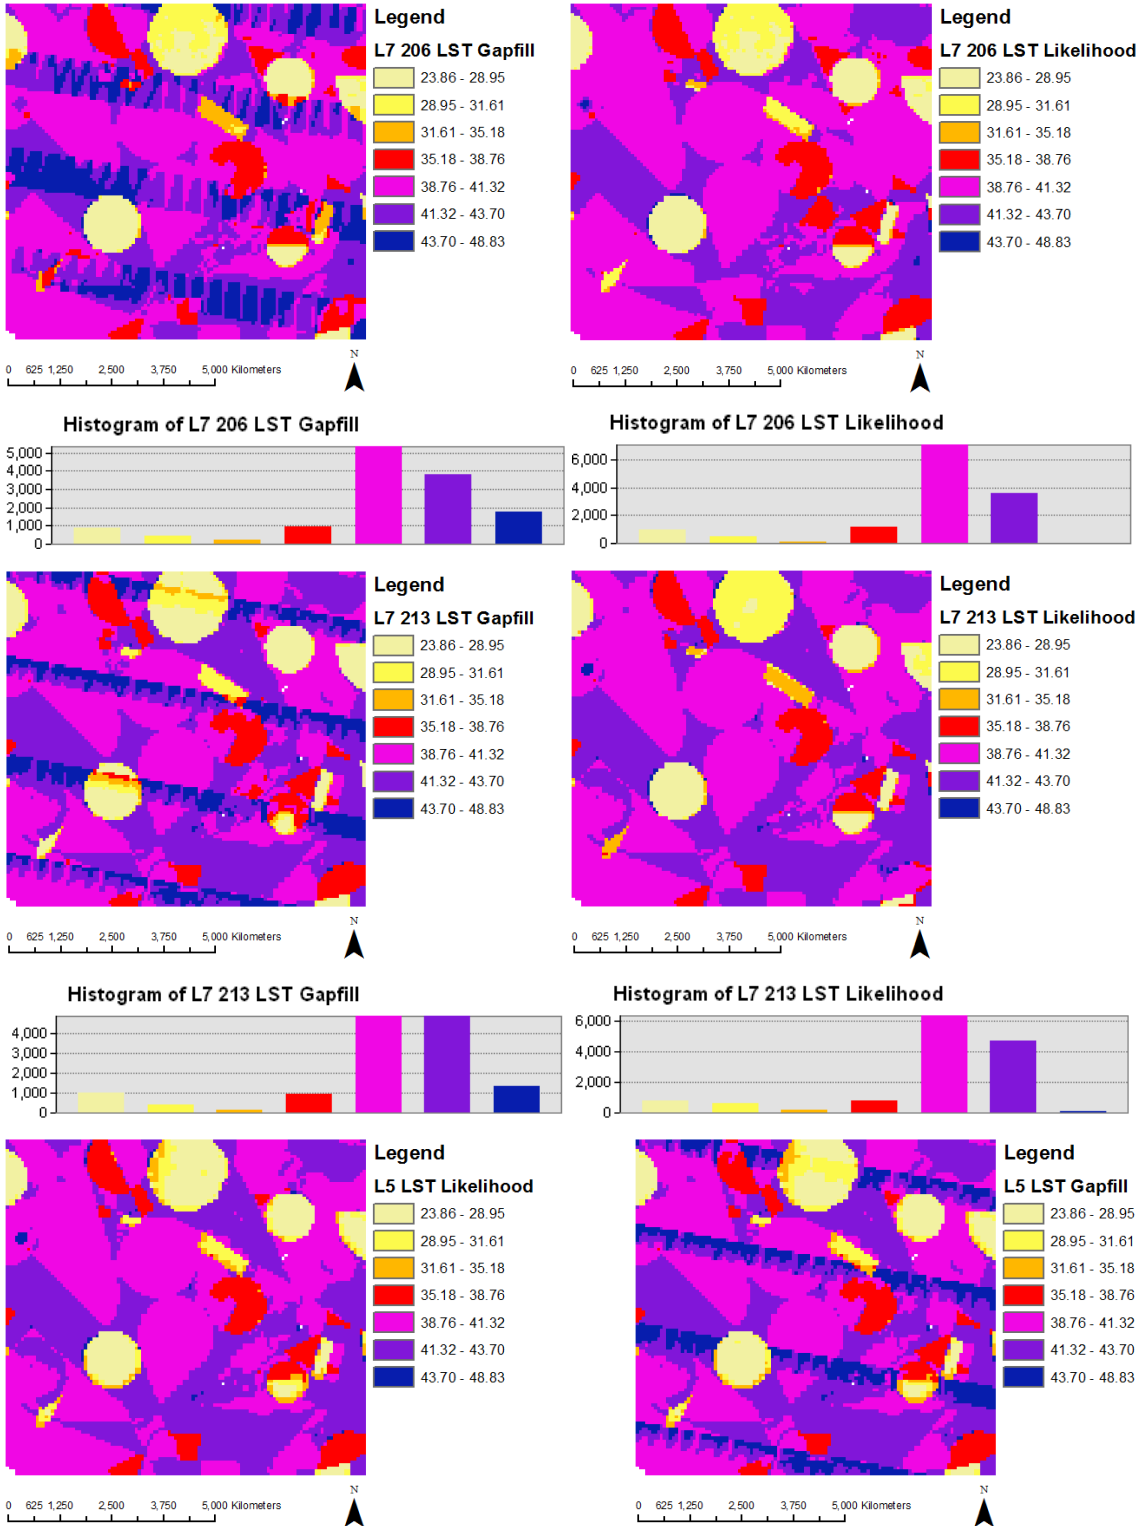 Legend
L7 206 LST Gapfill
23.86 - 28.95
28.95 - 31.61
31.61 - 35.18
35.18 - 38.76
38.76 - 41.32
41.32 - 43.70
43.70 - 48.83
N
0 625 1,250 2,500 3,750 5,000 Kilometers
Legend
L7 206 LST Likelihood
23.86 - 28.95
28.95 - 31.61
31.61 - 35.18
35.18 - 38.76
38.76 - 41.32
41.32 - 43.70
43.70 - 48.83
N
0 625 1,250 2,500 3,750 5,000 Kilometers
Histogram of L7 206 LST Gapfill
5,000
4,000
3,000
2,000
1,000
0
Histogram of L7 206 LST Likelihood
6,000
4,000
2,000
0
Legend
L7 213 LST Gapfill
23.86 - 28.95
28.95 - 31.61
31.61 - 35.18
35.18 - 38.76
38.76 - 41.32
41.32 - 43.70
43.70 - 48.83
N
0 625 1,250 2,500 3,750 5,000 Kilometers
Legend
L7 213 LST Likelihood
23.86 - 28.95
28.95 - 31.61
31.61 - 35.18
35.18 - 38.76
38.76 - 41.32
41.32 - 43.70
43.70 - 48.83
N
0 625 1,250 2,500 3,750 5,000 Kilometers
Histogram of L7 213 LST Gapfill
4,000
3,000
2,000
1,000
0
Histogram of L7 213 LST Likelihood
6,000
4,000
2,000
0
Legend
L5 LST Likelihood
23.86 - 28.95
28.95 - 31.61
31.61 - 35.18
35.18 - 38.76
38.76 - 41.32
41.32 - 43.70
43.70 - 48.83
N
0 625 1,250 2,500 3,750 5,000 Kilometers
Legend
L5 LST Gapfill
23.86 - 28.95
28.95 - 31.61
31.61 - 35.18
35.18 - 38.76
38.76 - 41.32
41.32 - 43.70
43.70 - 48.83
N
0 625 1,250 2,500 3,750 5,000 Kilometers